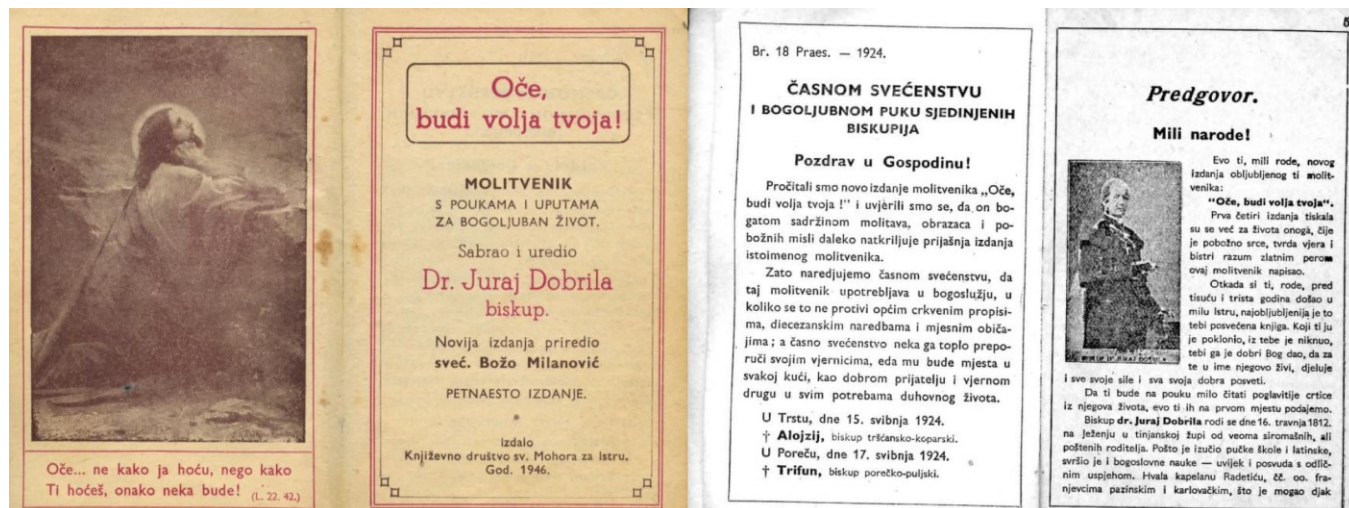 Oče... ne kako ja hoću, nego kako
Ti hoćeš, onako neka bude! (L. 22. 42.)
Oče,
budi volja tvoja!
MOLITVENIK
S POUKAMA I UPUTAMA
ZA BOGOLJUBAN ŽIVOT.
Sabrao i uredio
Dr. Juraj Dobrila
biskup.
Novija izdanja priredio
sveć. Božo Milanović
PETNAESTO IZDANJE.
*
Izdalo
Književno društvo sv. Mohora za Istru.
God. 1946.
Br. 18 Praes. — 1924.
ČASNOM SVEĆENSTVU
I BOGOLJUBNOM PUKU SJEDINJENIH
BISKUPIJA
Pozdrav u Gospodinu!
Pročitali smo novo izdanje molitvenika „Oče,
budi volja tvoja !" i uvjerili smo se, da on bo-
gatom sadržinom molitava, obrazaca i po-
božnih misli daleko natkriljuje prijašnja izdanja
istoimenog molitvenika.
Zato naredjujemo časnom svećenstvu, da
taj molitvenik upotrebljava u bogoslužju, u
koliko se to ne protivi općim crkvenim propisi-
ma, diecezanskim naredbama i mjesnim običa-
jima ; a časno svećenstvo neka ga toplo prepo-
ruči svojim vjernicima, eda mu bude mjesta u
svakoj kući, kao dobrom prijatelju i vjernom
drugu u svim potrebama duhovnog života.
U Trstu, dne 15. svibnja 1924.
† Alojzij, biskup tršćansko-koparski.
U Poreču, dne 17. svibnja 1924.
† Trifun, biskup porečko-puljski.
5
Predgovor.
Mili narode!
Evo ti, mili rode, novog
izdanja obljubljenog ti molit-
venika:
"Oče, budi volja tvoja".
Prva četiri izdanja tiskala
su se već za života onoga, čije
je pobožno srce, tvrda vjera i
bistri razum zlatnim perom
ovaj molitvenik napisao.
Otkada si ti, rode, pred
tisuću i trista godina došao u
milu Istru, najobljubljenija je to
tebi posvećena knjiga. Koji ti ju
je poklonio, iz tebe je niknuo,
tebi ga je dobri Bog dao, da za
te u ime njegovo živi, djeluje
i sve svoje sile i sva svoja dobra posveti.
Da ti bude na pouku milo čitati poglavitije crtice
iz njegova života, evo ti ih na prvom mjestu podajemo.
Biskup dr. Juraj Dobrila rodi se dne 16. travnja 1812.
na Ježenju u tinjanskoj župi od veoma siromašnih, ali
poštenih roditelja. Pošto je izučio pučke škole i latinske,
svršio je i bogoslovne nauke — uvijek i posvuda s odlič-
nim uspjehom. Hvala kapelanu Radetiću, čč. oo. fra-
njevcima pazinskim i karlovačkim, što je mogao djak